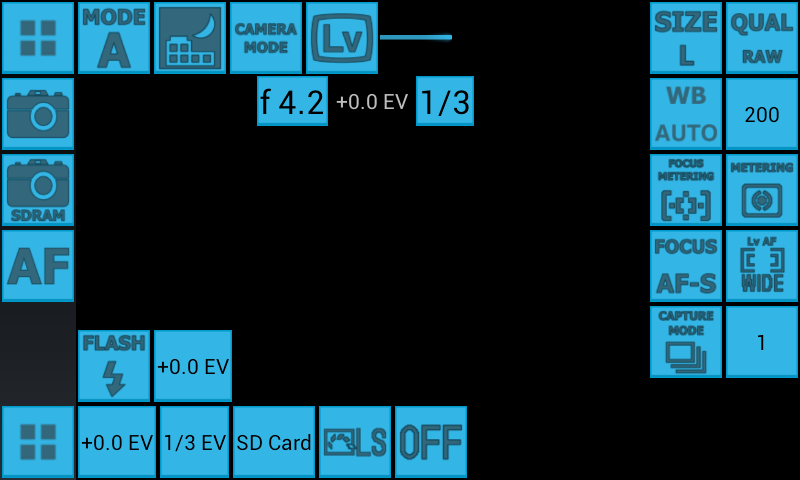 MODE
A
CAMERA
MODE
Lv
SIZE
L
QUAL
RAW
f 4.2
+0.0 EV
1/3
WB
AUTO
200
SDRAM
FOCUS
METERING
METERING
AF
FOCUS
AF-S
Lv AF
WIDE
CAPTURE
MODE
1
FLASH
+0.0 EV
+0.0 EV
1/3 EV
SD Card
LS
OFF